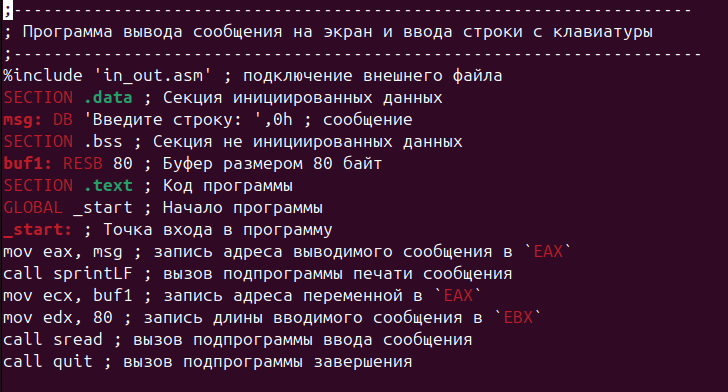 ;-----------------------------------------------------------------
; Программа вывода сообщения на экран и ввода строки с клавиатуры
;------------------------------------------------------------------
%include 'in_out.asm' ; подключение внешнего файла
SECTION .data ; Секция инициированных данных
msg: DB 'Введите строку: ',0h ; сообщение
SECTION .bss ; Секция не инициированных данных
buf1: RESB 80 ; Буфер размером 80 байт
SECTION .text ; Код программы
GLOBAL _start ; Начало программы
_start: ; Точка входа в программу
mov eax, msg ; запись адреса выводимого сообщения в `EAX`
call sprintLF ; вызов подпрограммы печати сообщения
mov ecx, buf1 ; запись адреса переменной в `EAX`
mov edx, 80 ; запись длины вводимого сообщения в `EBX`
call sread ; вызов подпрограммы ввода сообщения
call quit ; вызов подпрограммы завершения